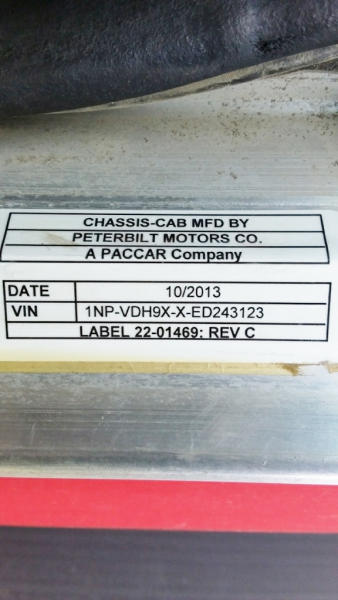 CHASSIS-CAB MFD BY
PETERBILT MOTORS CO.
A PACCAR Company
DATE 10/2013
VIN 1NP-VDH9X-X-ED243123
LABEL 22-01469: REV C